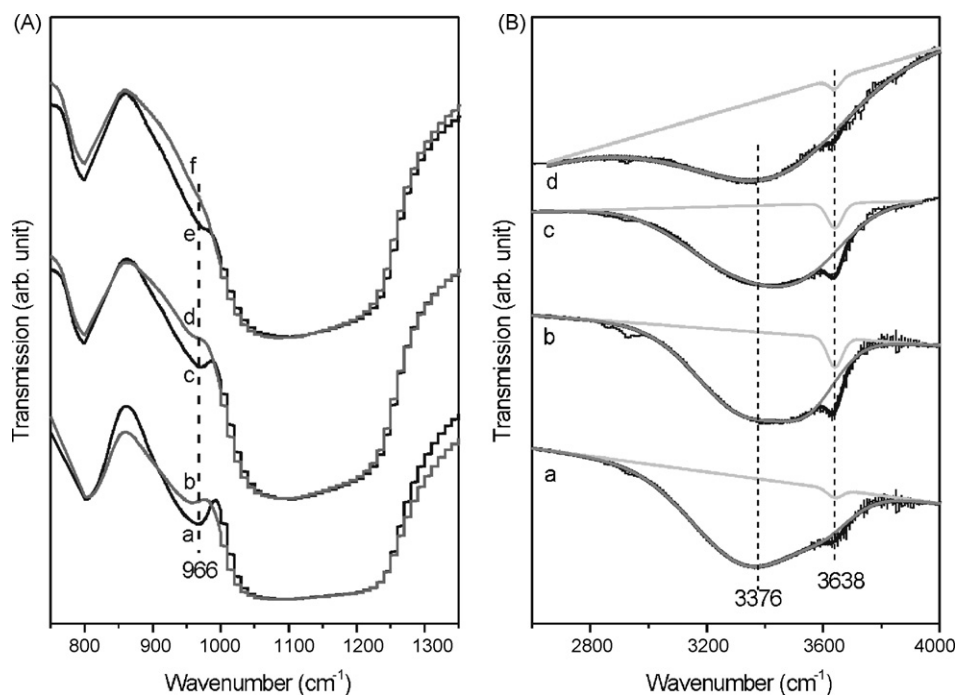 (A)
Transmission (arb. unit)
f
e
d
c
b
a
966
800 900 1000 1100 1200 1300
Wavenumber (cm⁻¹)
(B)
Transmission (arb. unit)
d
c
b
a
3376
3638
2800 3200 3600 4000
Wavenumber (cm⁻¹)